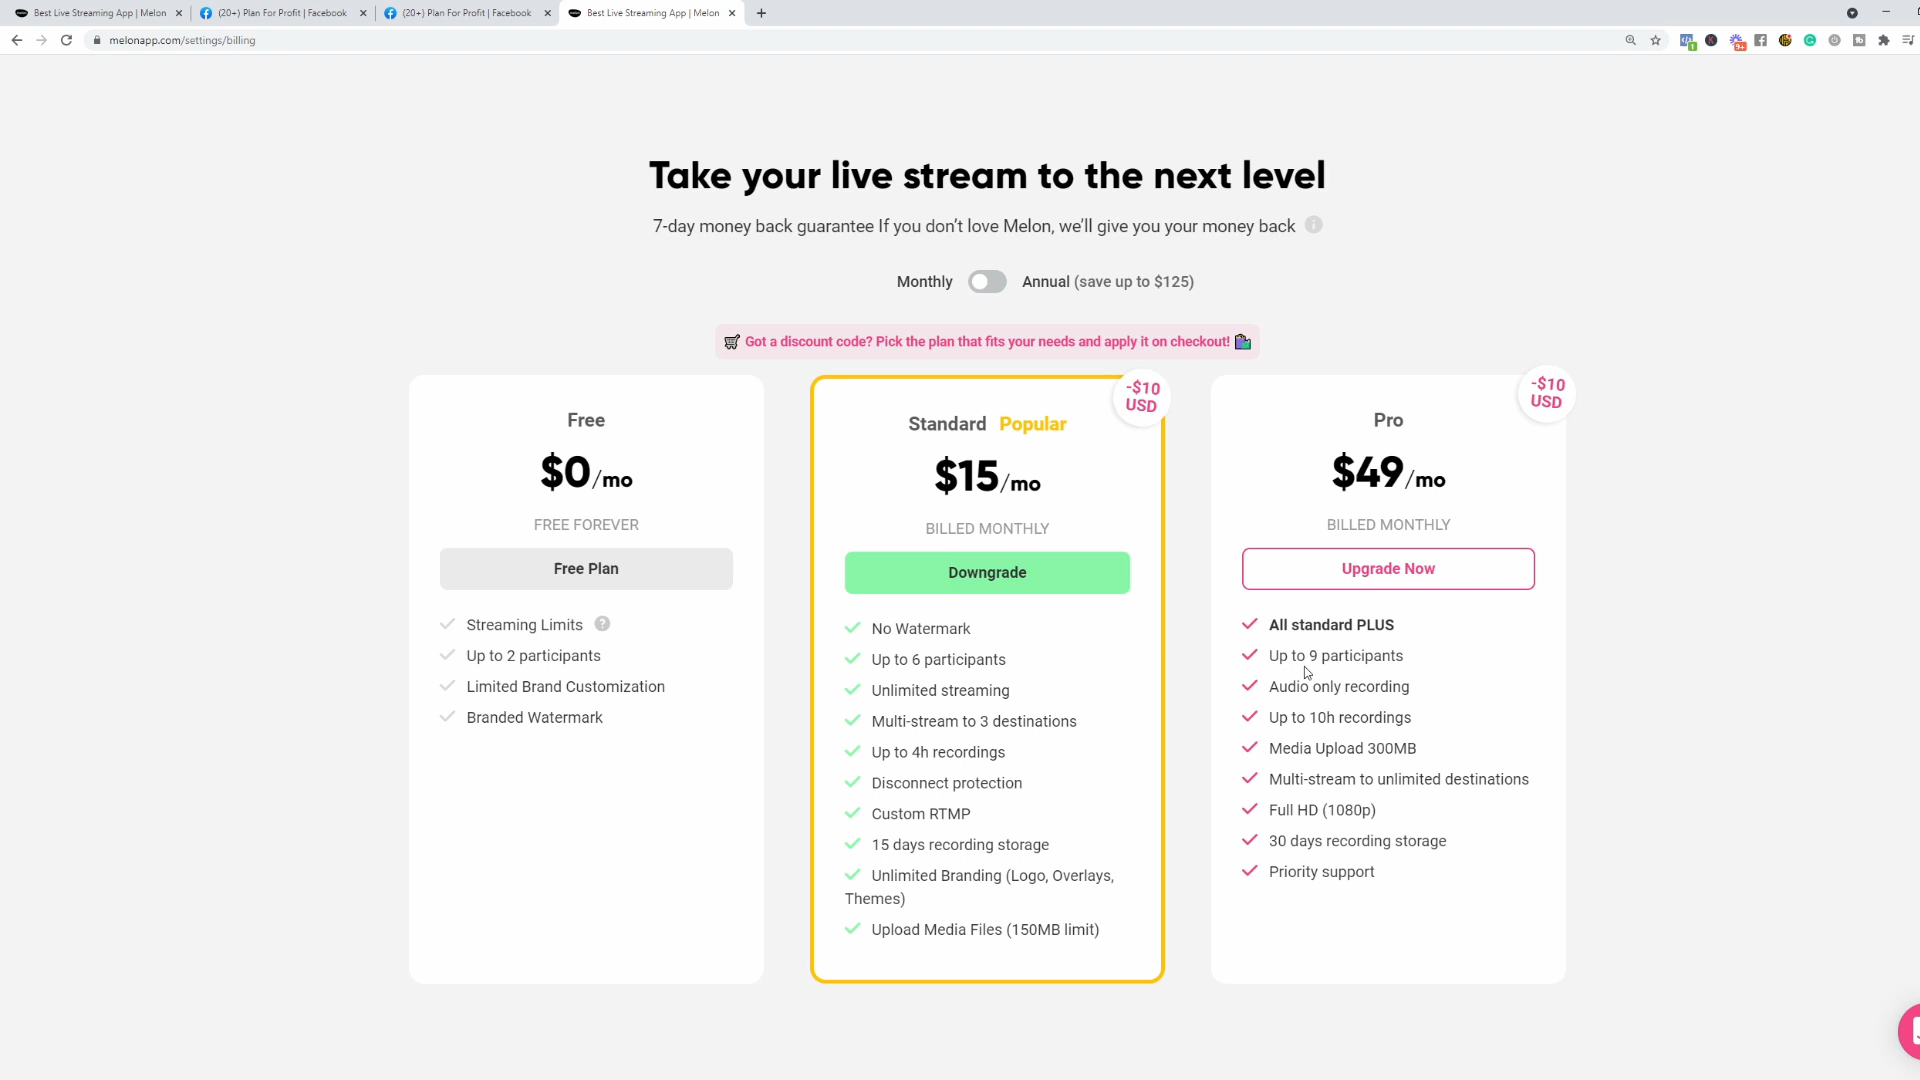 Best Live Streaming App | Melon
(20+) Plan For Profit | Facebook
(20+) Plan For Profit | Facebook
Best Live Streaming App | Melon
melonapp.com/settings/billing
1
9+
Take your live stream to the next level
7-day money back guarantee If you don't love Melon, we'll give you your money back
Monthly
Annual (save up to $125)
Got a discount code? Pick the plan that fits your needs and apply it on checkout!
Free
$0/mo
FREE FOREVER
Free Plan
Streaming Limits ?
Up to 2 participants
Limited Brand Customization
Branded Watermark
-$10
USD
Standard Popular
$15/mo
BILLED MONTHLY
Downgrade
No Watermark
Up to 6 participants
Unlimited streaming
Multi-stream to 3 destinations
Up to 4h recordings
Disconnect protection
Custom RTMP
15 days recording storage
Unlimited Branding (Logo, Overlays,
Themes)
Upload Media Files (150MB limit)
-$10
USD
Pro
$49/mo
BILLED MONTHLY
Upgrade Now
All standard PLUS
Up to 9 participants
Audio only recording
Up to 10h recordings
Media Upload 300MB
Multi-stream to unlimited destinations
Full HD (1080p)
30 days recording storage
Priority support